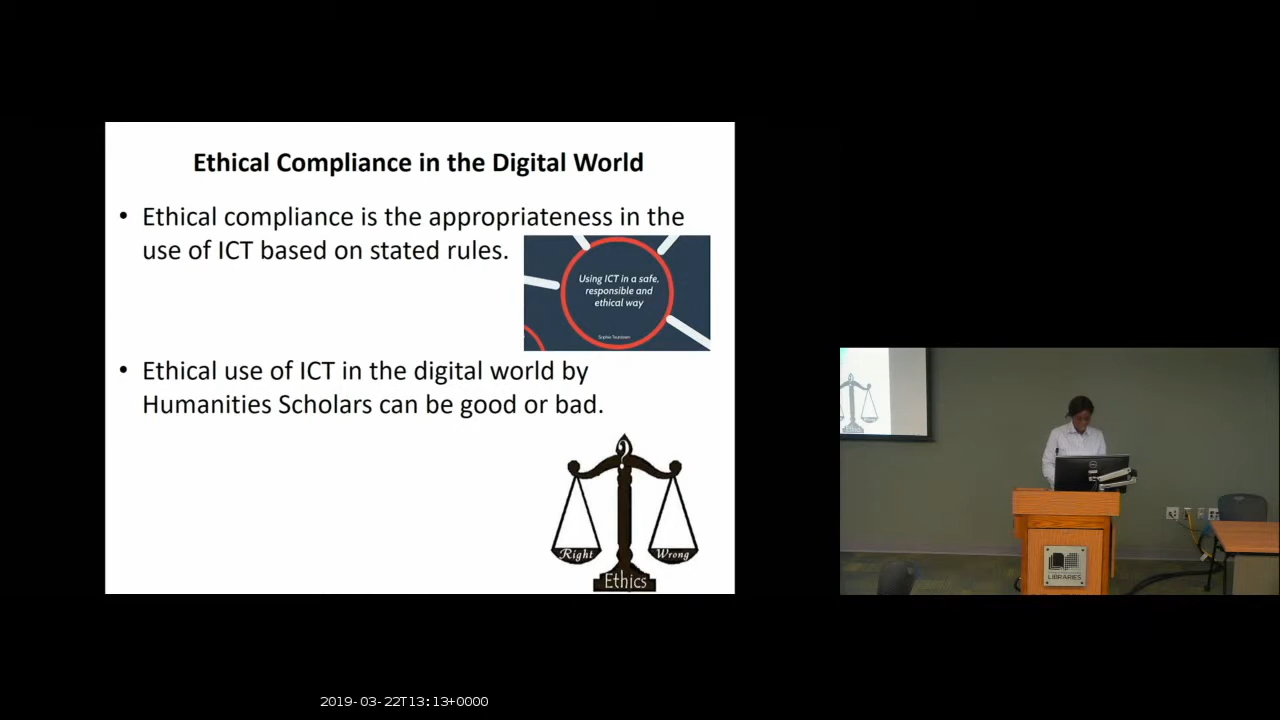 Ethical Compliance in the Digital World
• Ethical compliance is the appropriateness in the
use of ICT based on stated rules.
Using ICT in a safe,
responsible and
ethical way
• Ethical use of ICT in the digital world by
Humanities Scholars can be good or bad.
Right
Wrong
Ethics
LIBRARIES
2019-03-22T13:13+0000